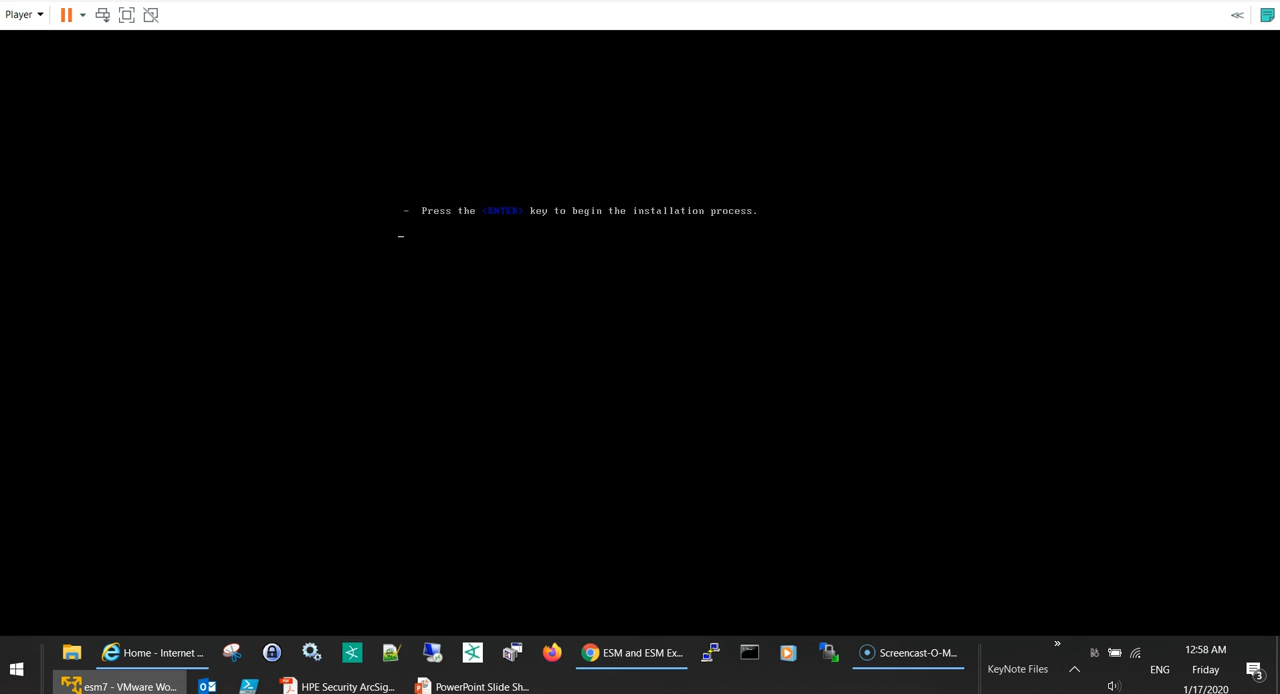 Player
- Press the <ENTER> key to begin the installation process.
Home - Internet ...
ESM and ESM Ex...
Screencast-O-M...
KeyNote Files
ENG
12:58 AM
Friday
1/17/2020
3
esm7 - VMware Wo...
HPE Security ArcSig...
PowerPoint Slide Sh...